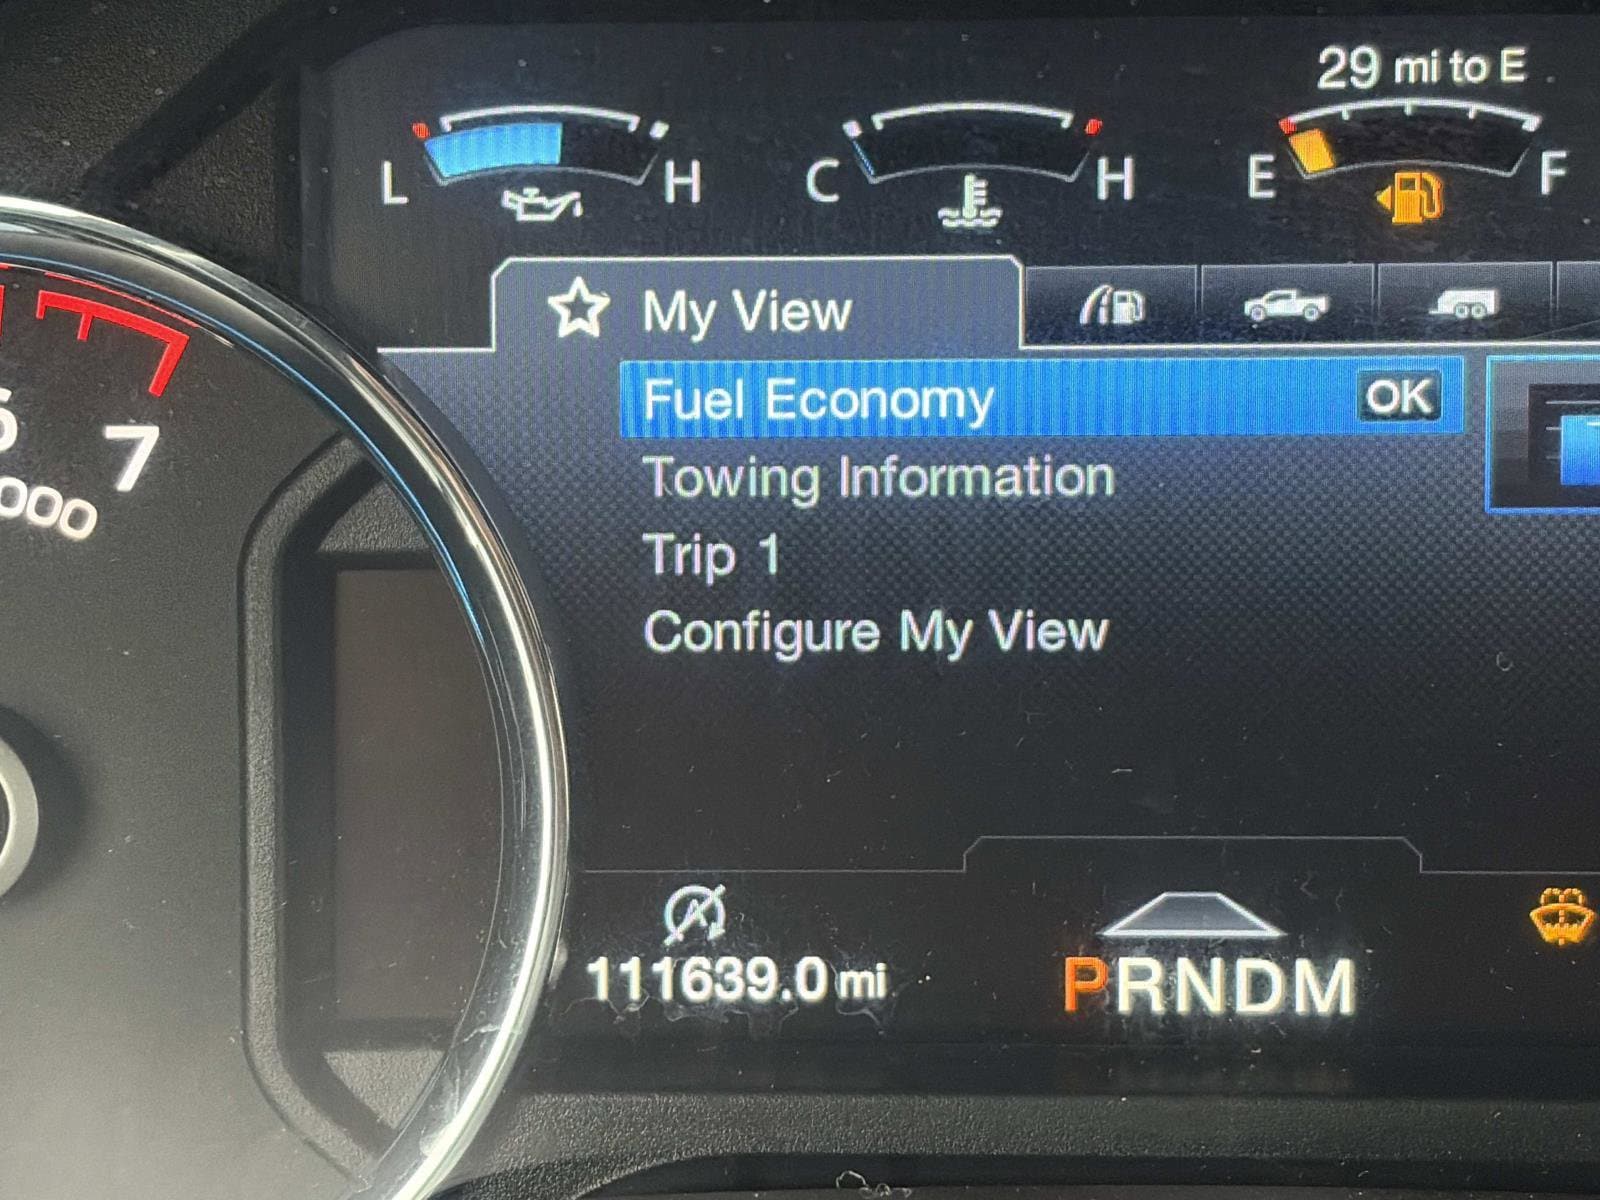 29 mi to E
L H C H E F
My View
Fuel Economy OK
Towing Information
Trip 1
Configure My View
7
000
111639.0 mi
PRNDM